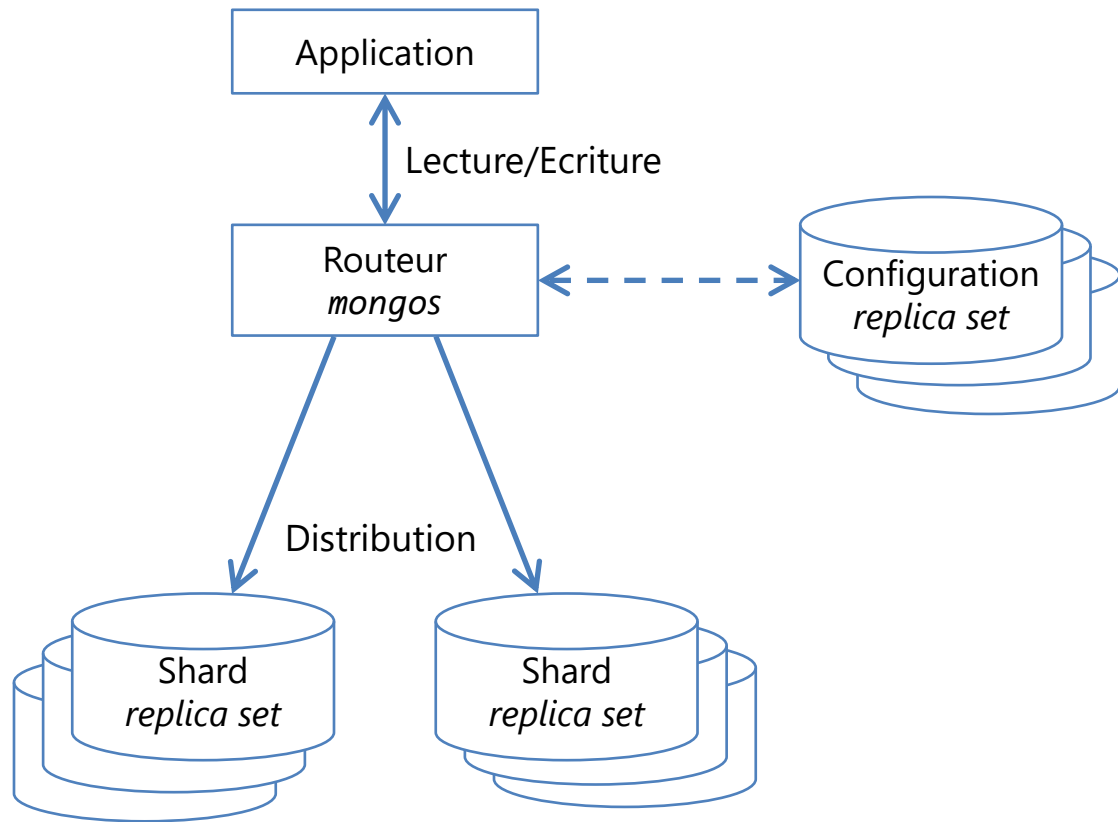 Application
Lecture/Ecriture
Routeur
mongos
Configuration
replica set
Distribution
Shard
replica set
Shard
replica set